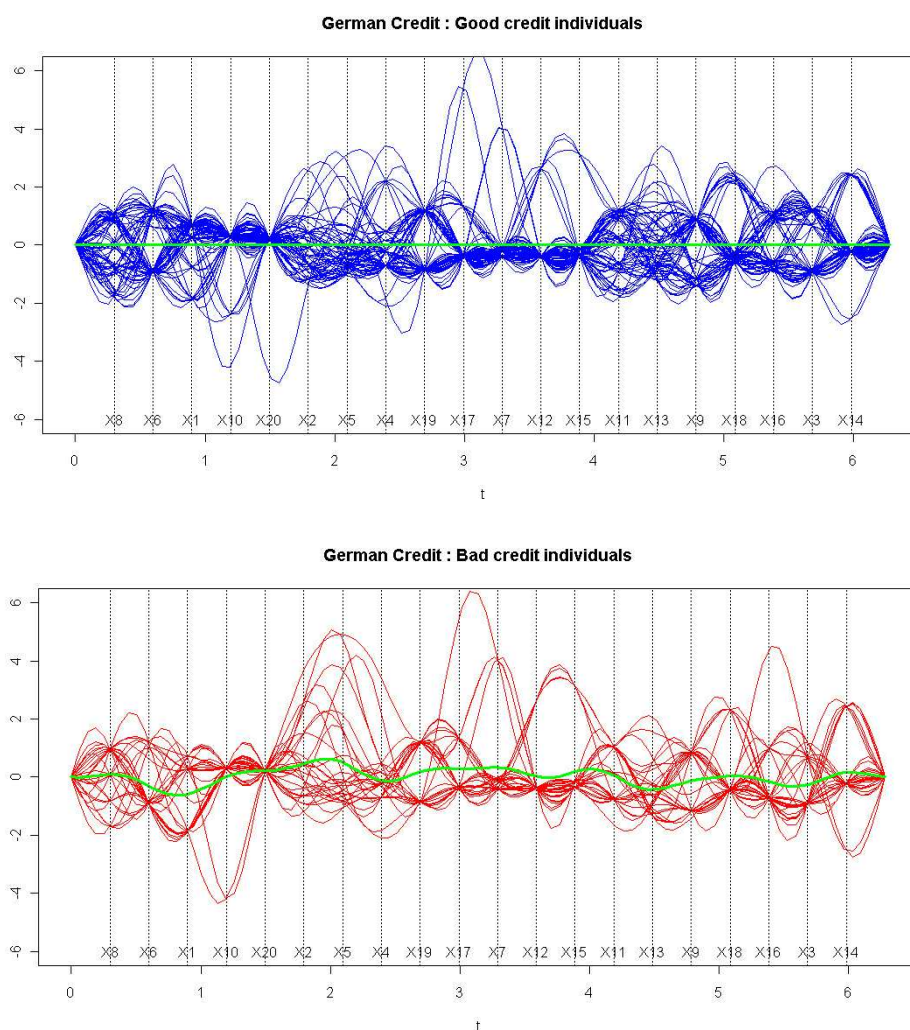 German Credit : Good credit individuals
6
4
2
0
-2
-4
-6
X8 X6 X1 X10 X20 X2 X5 X4 X19 X17 X7 X12 X15 X11 X13 X9 X18 X16 X3 X14
0 1 2 3 4 5 6
t
German Credit : Bad credit individuals
6
4
2
0
-2
-4
-6
X8 X6 X1 X10 X20 X2 X5 X4 X19 X17 X7 X12 X15 X11 X13 X9 X18 X16 X3 X14
0 1 2 3 4 5 6
t